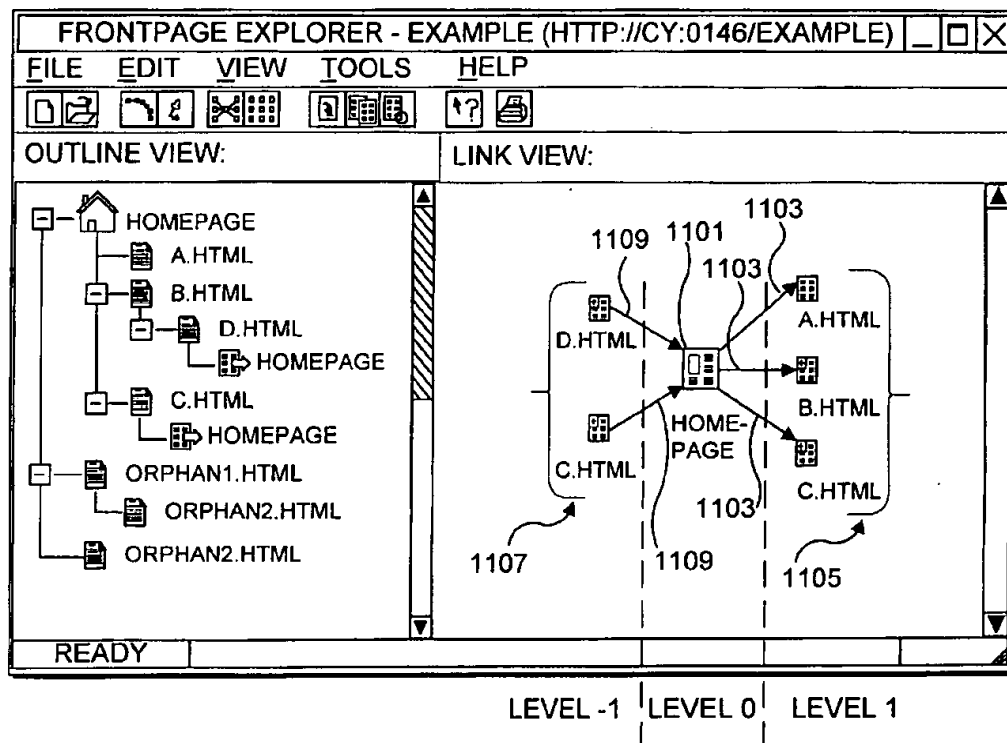 FRONTPAGE EXPLORER - EXAMPLE (HTTP://CY:0146/EXAMPLE)
FILE EDIT VIEW TOOLS HELP
OUTLINE VIEW:
LINK VIEW:
HOMEPAGE
A.HTML
B.HTML
D.HTML
HOMEPAGE
C.HTML
HOMEPAGE
ORPHAN1.HTML
ORPHAN2.HTML
ORPHAN2.HTML
1103
1109
1101
1103
D.HTML
A.HTML
B.HTML
HOME-
PAGE
C.HTML
C.HTML
1103
1107
1109
1105
READY
LEVEL -1
LEVEL 0
LEVEL 1